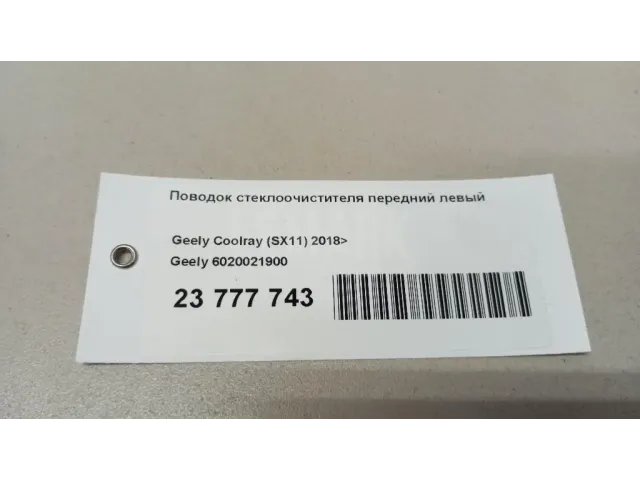 Поводок стеклоочистителя передний левый
Geely Coolray (SX11) 2018>
Geely 6020021900
23 777 743